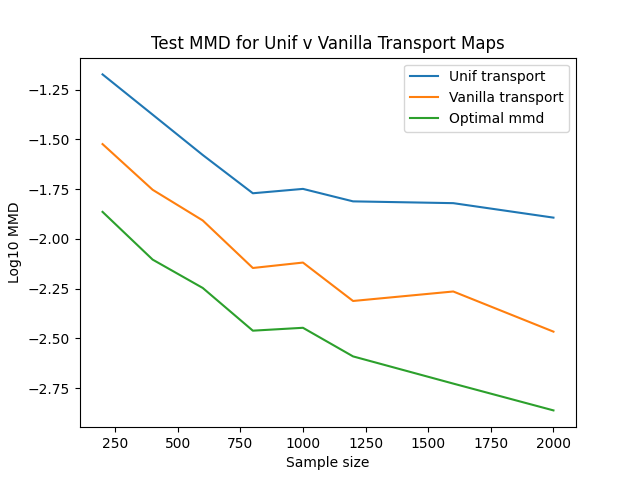 Test MMD for Unif v Vanilla Transport Maps
Unif transport
Vanilla transport
Optimal mmd
Log10 MMD
−1.25
−1.50
−1.75
−2.00
−2.25
−2.50
−2.75
250 500 750 1000 1250 1500 1750 2000
Sample size